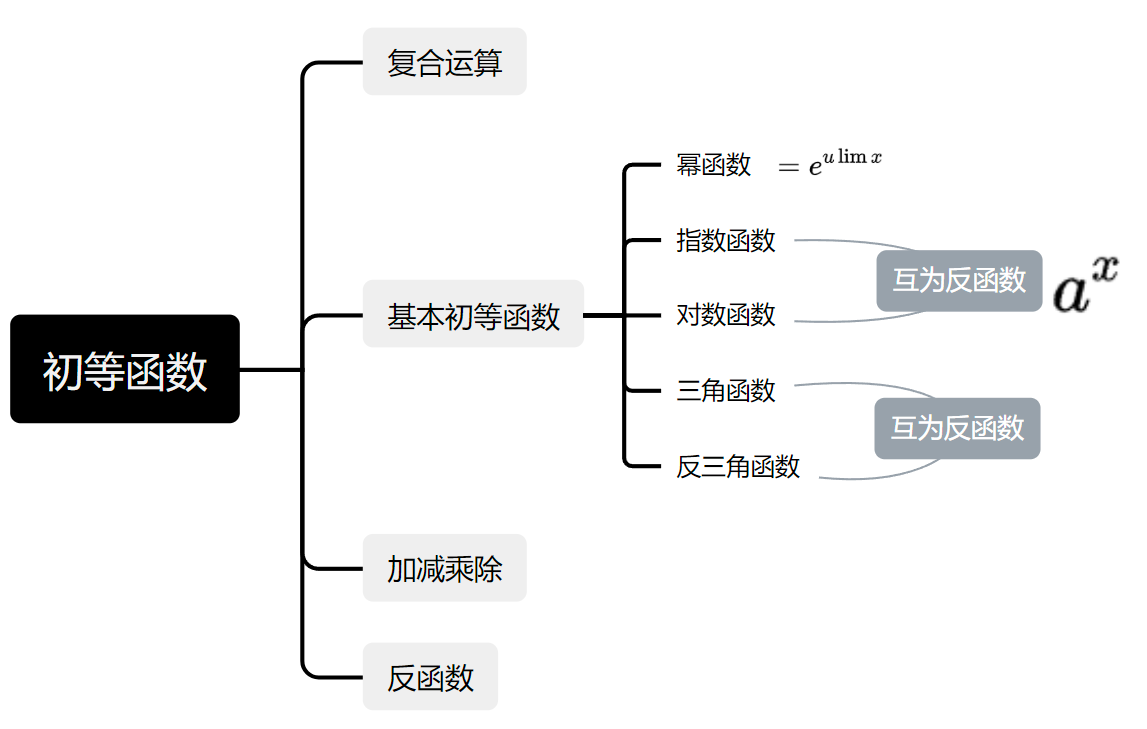 复合运算
幂函数 = e^{u lim x}
指数函数
互为反函数 a^x
对数函数
基本初等函数
初等函数
三角函数
互为反函数
反三角函数
加减乘除
反函数